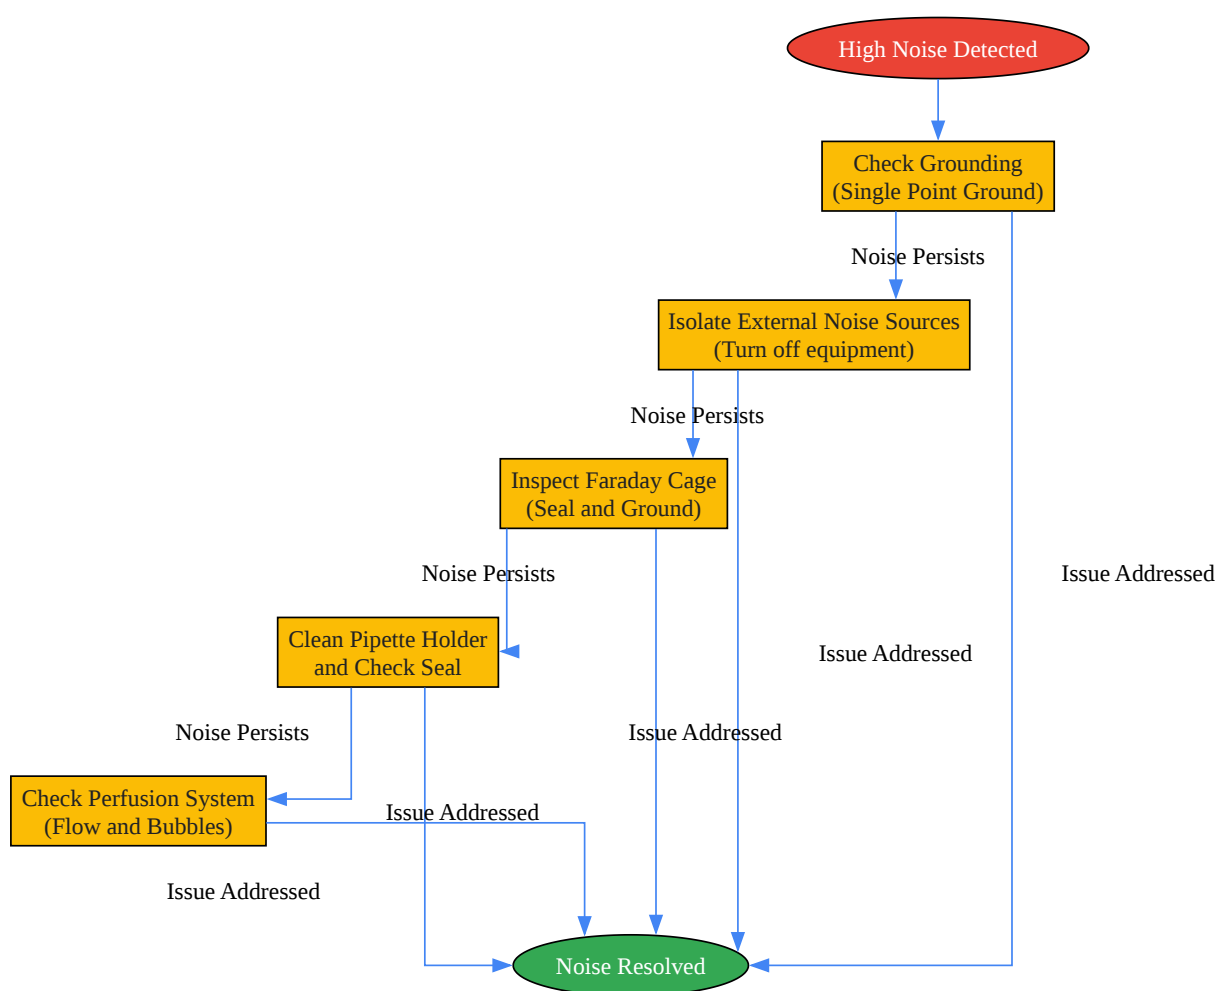 High Noise Detected
Check Grounding
(Single Point Ground)
Noise Persists
Isolate External Noise Sources
(Turn off equipment)
Noise Persists
Inspect Faraday Cage
(Seal and Ground)
Noise Persists
Issue Addressed
Clean Pipette Holder
and Check Seal
Issue Addressed
Noise Persists
Issue Addressed
Check Perfusion System
(Flow and Bubbles)
Issue Addressed
Issue Addressed
Noise Resolved